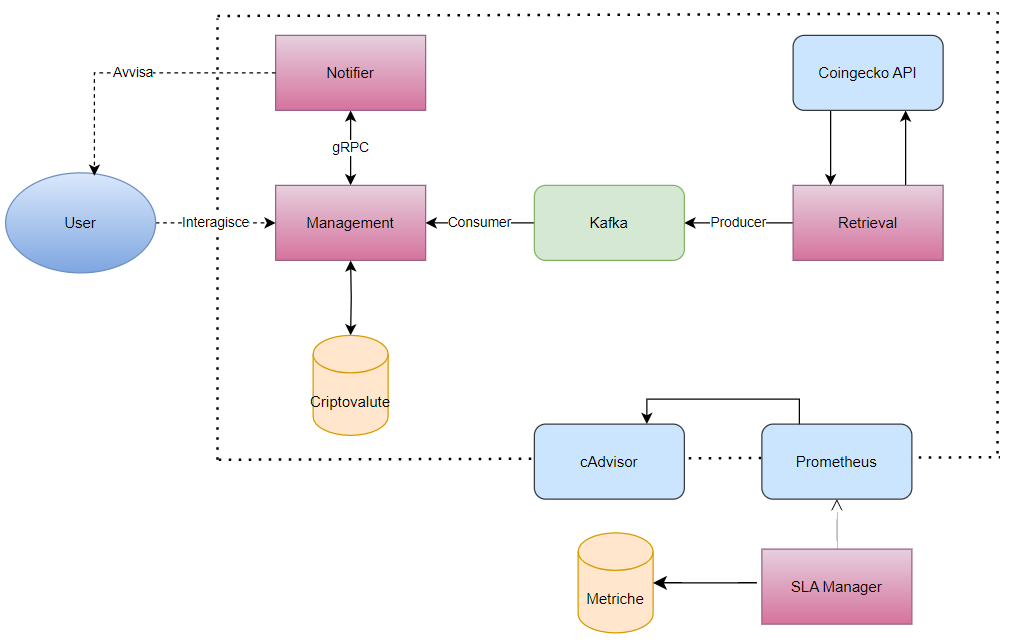 Avvisa
Notifier
Coingecko API
gRPC
User
Interagisce
Management
Consumer
Kafka
Producer
Retrieval
Criptovalute
cAdvisor
Prometheus
Metriche
SLA Manager